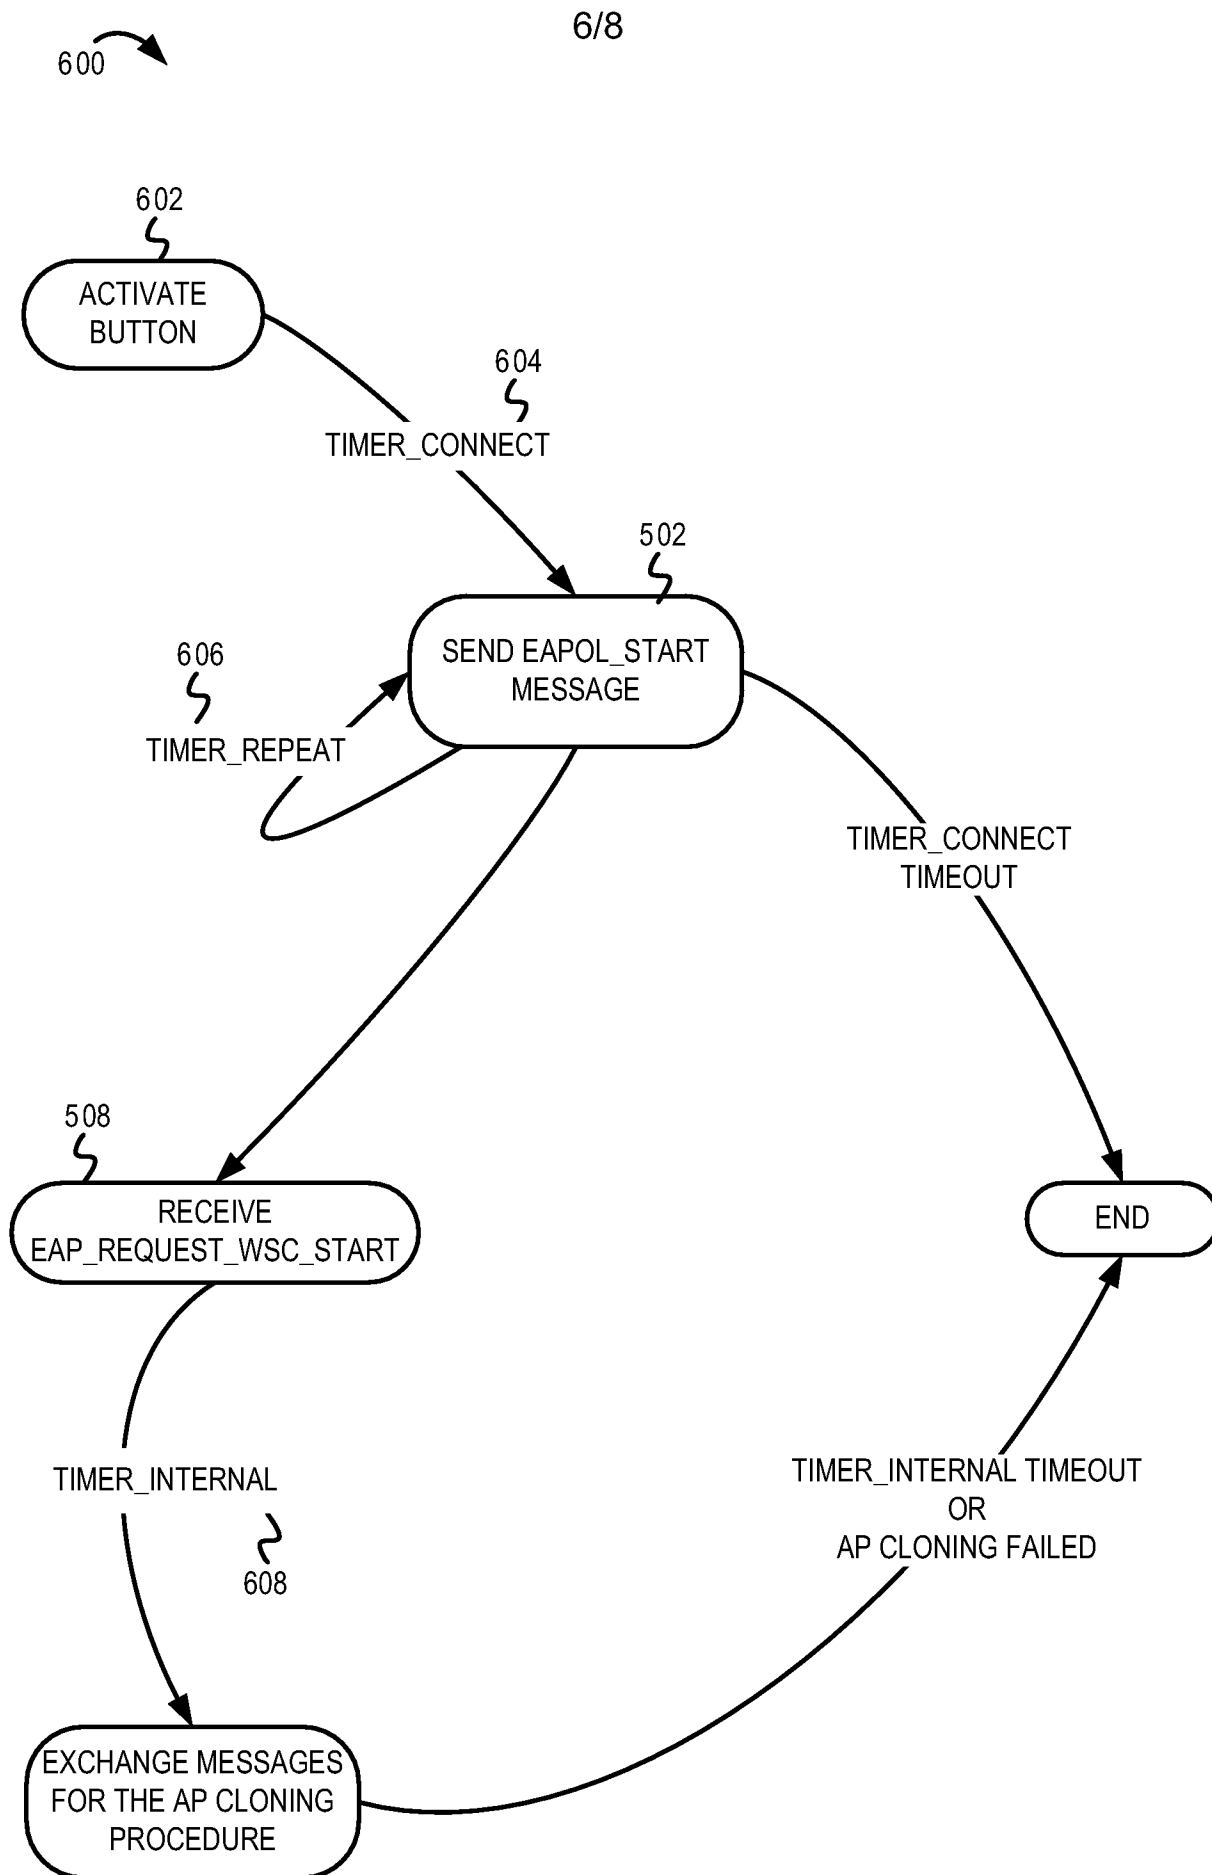 6/8
600
602
ACTIVATE
BUTTON
604
TIMER_CONNECT
502
SEND EAPOL_START
MESSAGE
606
TIMER_REPEAT
TIMER_CONNECT
TIMEOUT
508
RECEIVE
EAP_REQUEST_WSC_START
END
TIMER_INTERNAL
608
TIMER_INTERNAL TIMEOUT
OR
AP CLONING FAILED
EXCHANGE MESSAGES
FOR THE AP CLONING
PROCEDURE